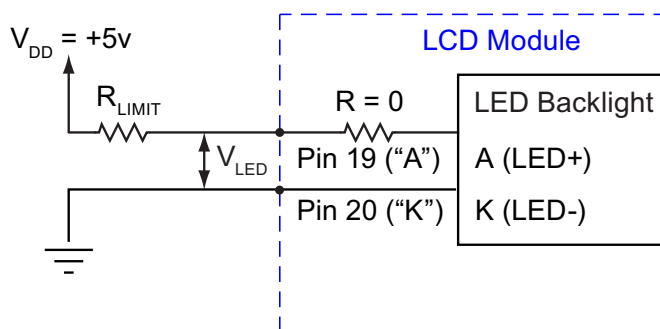 V_DD = +5v
LCD Module
R_LIMIT
R = 0
LED Backlight
V_LED
Pin 19 (“A”)
A (LED+)
Pin 20 (“K”)
K (LED-)